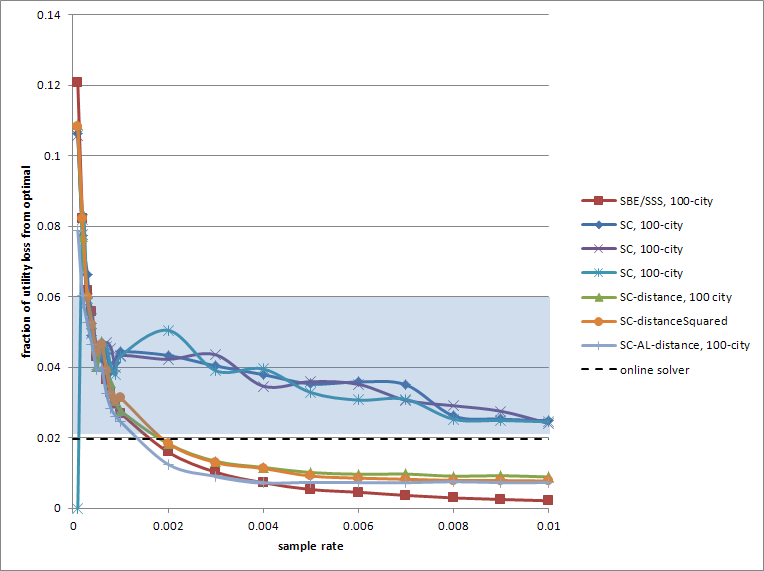 0.14
0.12
0.1
0.08
0.06
0.04
0.02
0
fraction of utility loss from optimal
0
0.002
0.004
0.006
0.008
0.01
sample rate
SBE/SSS, 100-city
SC, 100-city
SC, 100-city
SC, 100-city
SC-distance, 100 city
SC-distanceSquared
SC-AL-distance, 100-city
online solver